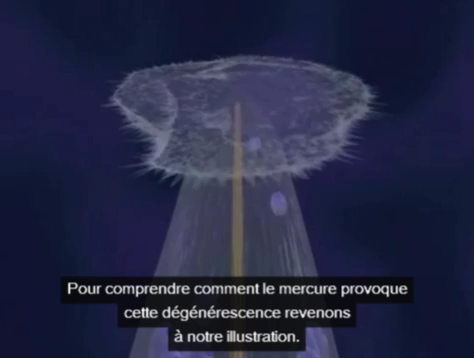 Pour comprendre comment le mercure provoque
cette dégénérescence revenons
à notre illustration.